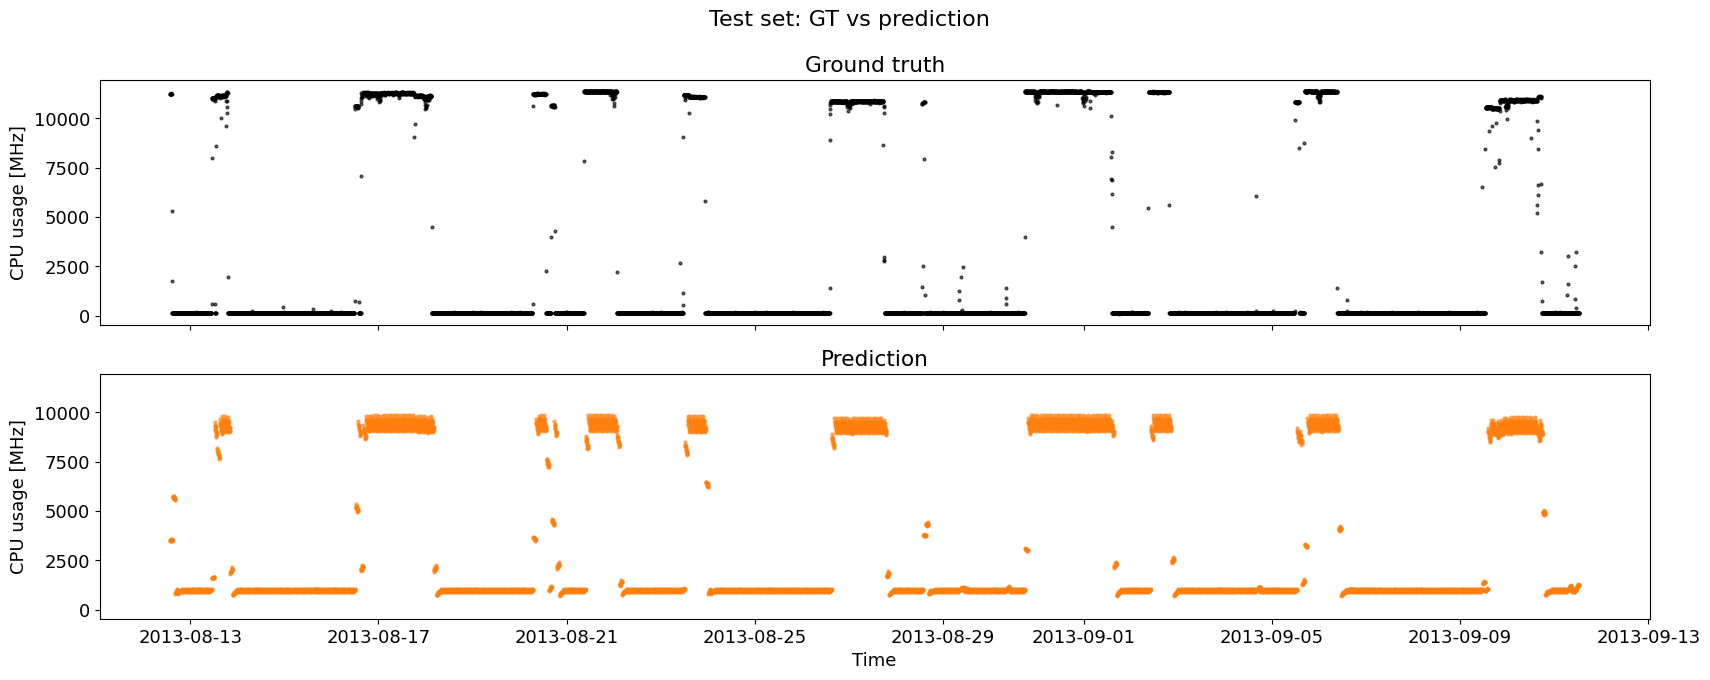 Test set: GT vs prediction
Ground truth
CPU usage [MHz]
10000
7500
5000
2500
0
Prediction
CPU usage [MHz]
10000
7500
5000
2500
0
2013-08-13 2013-08-17 2013-08-21 2013-08-25 2013-08-29 2013-09-01 2013-09-05 2013-09-09 2013-09-13
Time